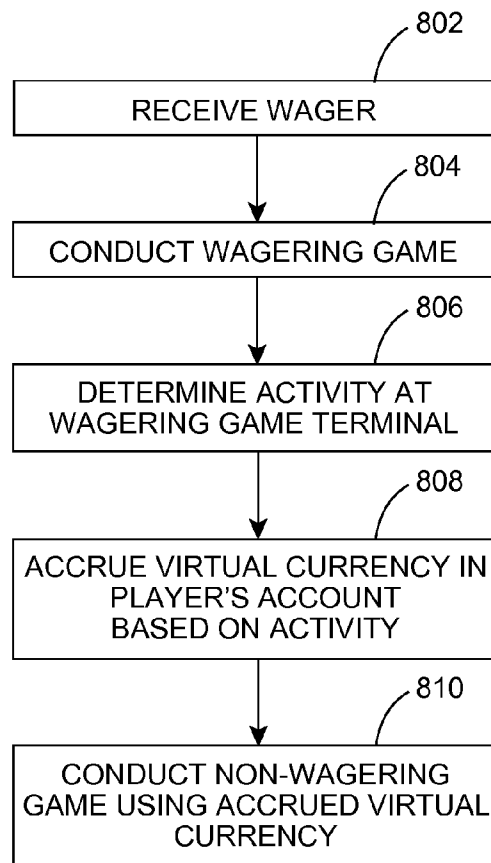 802
RECEIVE WAGER
804
CONDUCT WAGERING GAME
806
DETERMINE ACTIVITY AT
WAGERING GAME TERMINAL
808
ACCRUE VIRTUAL CURRENCY IN
PLAYER'S ACCOUNT
BASED ON ACTIVITY
810
CONDUCT NON-WAGERING
GAME USING ACCRUED VIRTUAL
CURRENCY